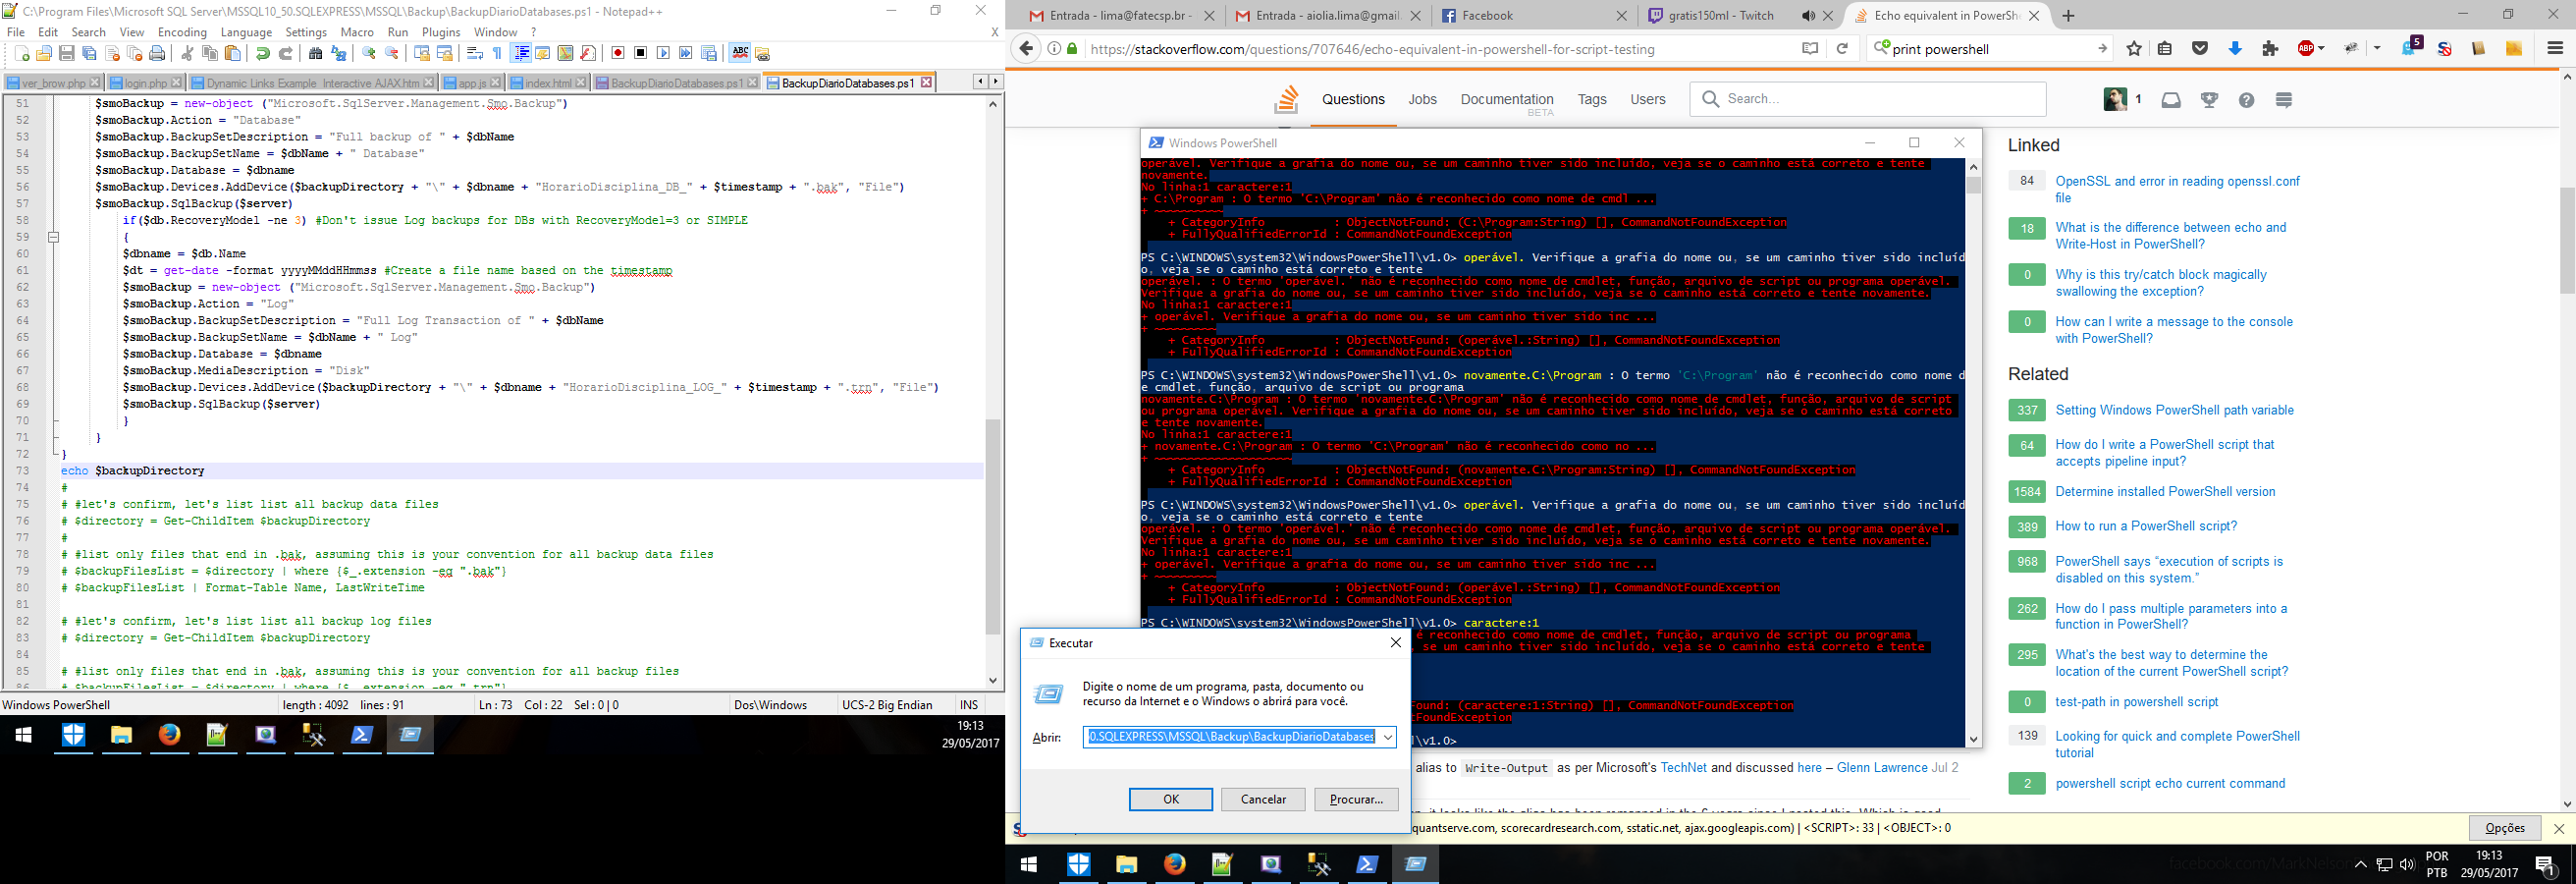 C:\Program Files\Microsoft SQL Server\MSSQL10_50.SQLEXPRESS\MSSQL\Backup\BackupDiarioDatabases.ps1 - Notepad++
File Edit Search View Encoding Language Settings Macro Run Plugins Window ?
X
ver_brow.php login.php Dynamic Links Example Interactive AJAX.htm app.js index.html BackupDiarioDatabases.ps1 BackupDiarioDatabases.ps1
51 $smoBackup = new-object ("Microsoft.SqlServer.Management.Smo.Backup")
52 $smoBackup.Action = "Database"
53 $smoBackup.BackupSetDescription = "Full backup of " + $dbName
54 $smoBackup.BackupSetName = $dbName + " Database"
55 $smoBackup.Database = $dbname
56 $smoBackup.Devices.AddDevice($backupDirectory + "\" + $dbname + "HorarioDisciplina_DB_" + $timestamp + ".bak", "File")
57 $smoBackup.SqlBackup($server)
58 if($db.RecoveryModel -ne 3) #Don't issue Log backups for DBs with RecoveryModel=3 or SIMPLE
59 {
60 $dbname = $db.Name
61 $dt = get-date -format yyyyMMddHHmmss #Create a file name based on the timestamp
62 $smoBackup = new-object ("Microsoft.SqlServer.Management.Smo.Backup")
63 $smoBackup.Action = "Log"
64 $smoBackup.BackupSetDescription = "Full Log Transaction of " + $dbName
65 $smoBackup.BackupSetName = $dbName + " Log"
66 $smoBackup.Database = $dbname
67 $smoBackup.MediaDescription = "Disk"
68 $smoBackup.Devices.AddDevice($backupDirectory + "\" + $dbname + "HorarioDisciplina_LOG_" + $timestamp + ".trn", "File")
69 $smoBackup.SqlBackup($server)
70 }
71 }
72 }
73 echo $backupDirectory
74 #
75 # #let's confirm, let's list list all backup data files
76 # $directory = Get-ChildItem $backupDirectory
77 #
78 # #list only files that end in .bak, assuming this is your convention for all backup data files
79 # $backupFilesList = $directory | where {$_.extension -eq ".bak"}
80 # $backupFilesList | Format-Table Name, LastWriteTime
81
82 # #let's confirm, let's list list all backup log files
83 # $directory = Get-ChildItem $backupDirectory
84
85 # #list only files that end in .bak, assuming this is your convention for all backup files
86 # $backupFilesList = $directory | where {$_.extension -eq ".trn"}
Windows PowerShell length : 4092 lines : 91 Ln : 73 Col : 22 Sel : 0 | 0 Dos\Windows UCS-2 Big Endian INS
19:13
29/05/2017
Entrada - lima@fatecsp.br - Entrada - aiolia.lima@gmail. Facebook gratis150ml - Twitch Echo equivalent in PowerShe
https://stackoverflow.com/questions/707646/echo-equivalent-in-powershell-for-script-testing
print powershell
ABP
5
Questions Jobs Documentation Tags Users Search... 1
BETA
Windows PowerShell
operável. Verifique a grafia do nome ou, se um caminho tiver sido incluído, veja se o caminho está correto e tente
novamente.
No linha:1 caractere:1
+ C:\Program : O termo 'C:\Program' não é reconhecido como nome de cmdl ...
+ ~~~~~~~~~~
+ CategoryInfo : ObjectNotFound: (C:\Program:String) [], CommandNotFoundException
+ FullyQualifiedErrorId : CommandNotFoundException
PS C:\WINDOWS\system32\WindowsPowerShell\v1.0> operável. Verifique a grafia do nome ou, se um caminho tiver sido incluíd
o, veja se o caminho está correto e tente
operável. : O termo 'operável.' não é reconhecido como nome de cmdlet, função, arquivo de script ou programa operável.
Verifique a grafia do nome ou, se um caminho tiver sido incluído, veja se o caminho está correto e tente novamente.
No linha:1 caractere:1
+ operável. Verifique a grafia do nome ou, se um caminho tiver sido inc ...
+ ~~~~~~~~~
+ CategoryInfo : ObjectNotFound: (operável.:String) [], CommandNotFoundException
+ FullyQualifiedErrorId : CommandNotFoundException
PS C:\WINDOWS\system32\WindowsPowerShell\v1.0> novamente.C:\Program : O termo 'C:\Program' não é reconhecido como nome d
e cmdlet, função, arquivo de script ou programa
novamente.C:\Program : O termo 'novamente.C:\Program' não é reconhecido como nome de cmdlet, função, arquivo de script
ou programa operável. Verifique a grafia do nome ou, se um caminho tiver sido incluído, veja se o caminho está correto
e tente novamente.
No linha:1 caractere:1
+ novamente.C:\Program : O termo 'C:\Program' não é reconhecido como no ...
+ ~~~~~~~~~~~~~~~~~~~~
+ CategoryInfo : ObjectNotFound: (novamente.C:\Program:String) [], CommandNotFoundException
+ FullyQualifiedErrorId : CommandNotFoundException
PS C:\WINDOWS\system32\WindowsPowerShell\v1.0> operável. Verifique a grafia do nome ou, se um caminho tiver sido incluíd
o, veja se o caminho está correto e tente
operável. : O termo 'operável.' não é reconhecido como nome de cmdlet, função, arquivo de script ou programa operável.
Verifique a grafia do nome ou, se um caminho tiver sido incluído, veja se o caminho está correto e tente novamente.
No linha:1 caractere:1
+ operável. Verifique a grafia do nome ou, se um caminho tiver sido inc ...
+ ~~~~~~~~~
+ CategoryInfo : ObjectNotFound: (operável.:String) [], CommandNotFoundException
+ FullyQualifiedErrorId : CommandNotFoundException
PS C:\WINDOWS\system32\WindowsPowerShell\v1.0> caractere:1
é reconhecido como nome de cmdlet, função, arquivo de script ou programa
, se um caminho tiver sido incluído, veja se o caminho está correto e tente
Found: (caractere:1:String) [], CommandNotFoundException
otFoundException
l\v1.0>
Executar
Digite o nome de um programa, pasta, documento ou
recurso da Internet e o Windows o abrirá para você.
Abrir: 0.SQLEXPRESS\MSSQL\Backup\BackupDiarioDatabases
OK Cancelar Procurar...
alias to Write-Output as per Microsoft's TechNet and discussed here – Glenn Lawrence Jul 2
Linked
84 OpenSSL and error in reading openssl.conf
file
18 What is the difference between echo and
Write-Host in PowerShell?
0 Why is this try/catch block magically
swallowing the exception?
0 How can I write a message to the console
with PowerShell?
Related
337 Setting Windows PowerShell path variable
64 How do I write a PowerShell script that
accepts pipeline input?
1584 Determine installed PowerShell version
389 How to run a PowerShell script?
968 PowerShell says “execution of scripts is
disabled on this system.”
262 How do I pass multiple parameters into a
function in PowerShell?
295 What's the best way to determine the
location of the current PowerShell script?
0 test-path in powershell script
139 Looking for quick and complete PowerShell
tutorial
2 powershell script echo current command
quantserve.com, scorecardresearch.com, sstatic.net, ajax.googleapis.com) | <SCRIPT>: 33 | <OBJECT>: 0 Opções
POR
PTB
19:13
29/05/2017
1